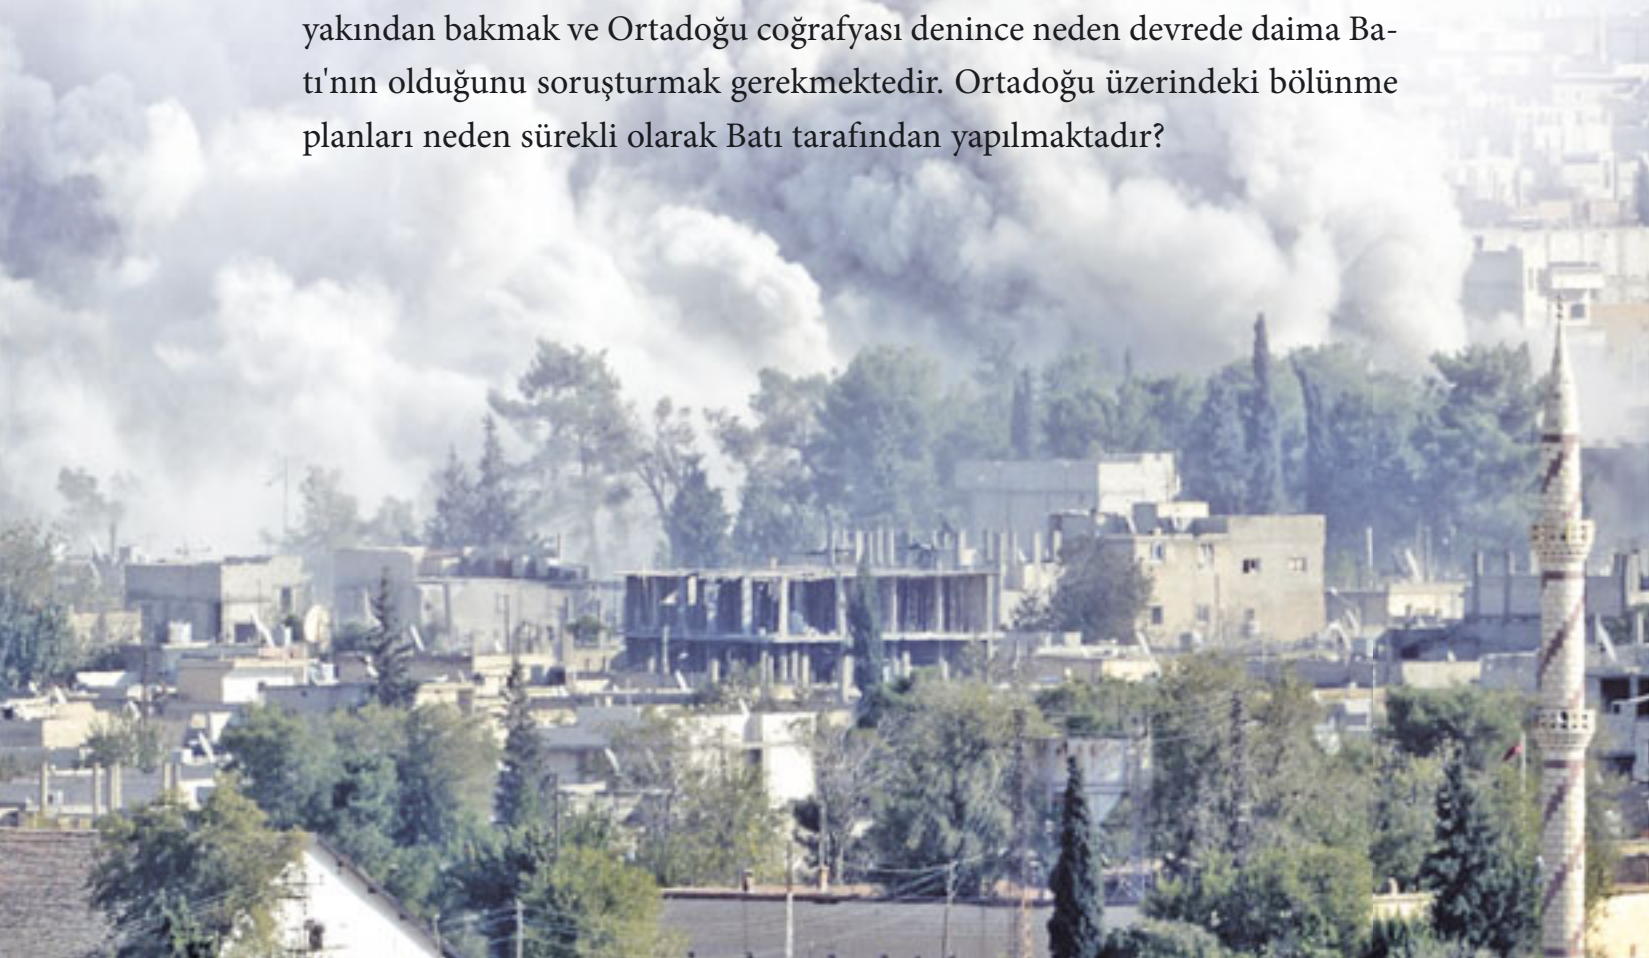 yakından bakmak ve Ortadoğu coğrafyası denince neden devrede daima Ba-
tı'nın olduğunu soruşturmak gerekmektedir. Ortadoğu üzerindeki bölünme
planları neden sürekli olarak Batı tarafından yapılmaktadır?